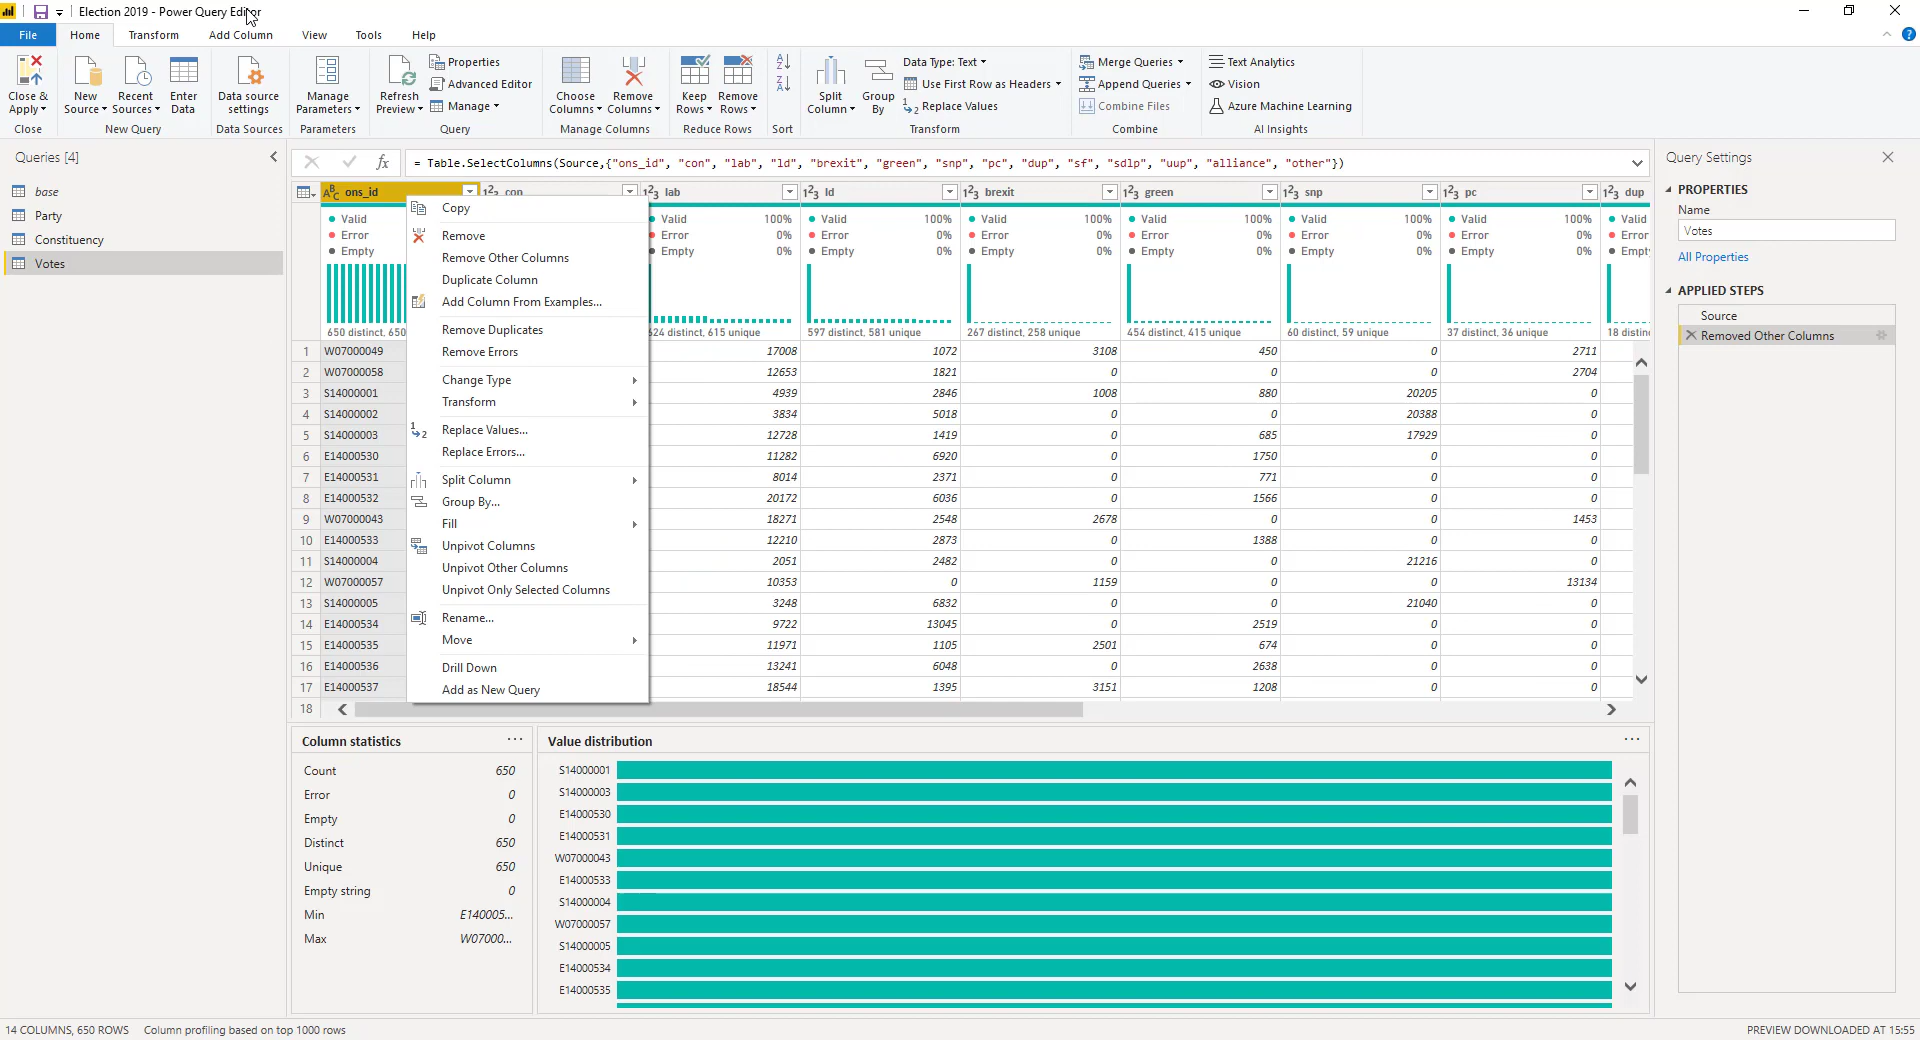 Election 2019 - Power Query Editor
File Home Transform Add Column View Tools Help
Close & Apply
New Source
Recent Sources
Enter Data
Data source settings
Manage Parameters
Refresh Preview
Properties
Advanced Editor
Manage
Choose Columns
Remove Columns
Keep Rows
Remove Rows
Split Column
Group By
Data Type: Text
Use First Row as Headers
Replace Values
Merge Queries
Append Queries
Combine Files
Text Analytics
Vision
Azure Machine Learning
Close New Query Data Sources Parameters Query Manage Columns Reduce Rows Sort Transform Combine AI Insights
Queries [4]
base
Party
Constituency
Votes
fx = Table.SelectColumns(Source,{"ons_id", "con", "lab", "ld", "brexit", "green", "snp", "pc", "dup", "sf", "sdlp", "uup", "alliance", "other"})
ons_id con lab ld brexit green snp pc dup
Valid Valid 100% Valid 100% Valid 100% Valid 100% Valid 100% Valid 100% Valid
Error Error 0% Error 0% Error 0% Error 0% Error 0% Error 0% Error
Empty Empty 0% Empty 0% Empty 0% Empty 0% Empty 0% Empty 0% Empty
650 distinct, 650 624 distinct, 615 unique 597 distinct, 581 unique 267 distinct, 258 unique 454 distinct, 415 unique 60 distinct, 59 unique 37 distinct, 36 unique 18 distin
1 W07000049 17008 1072 3108 450 0 2711
2 W07000058 12653 1821 0 0 0 2704
3 S14000001 4939 2846 1008 880 20205 0
4 S14000002 3834 5018 0 0 20388 0
5 S14000003 12728 1419 0 685 17929 0
6 E14000530 11282 6920 0 1750 0 0
7 E14000531 8014 2371 0 771 0 0
8 E14000532 20172 6036 0 1566 0 0
9 W07000043 18271 2548 2678 0 0 1453
10 E14000533 12210 2873 0 1388 0 0
11 S14000004 2051 2482 0 0 21216 0
12 W07000057 10353 0 1159 0 0 13134
13 S14000005 3248 6832 0 0 21040 0
14 E14000534 9722 13045 0 2519 0 0
15 E14000535 11971 1105 2501 674 0 0
16 E14000536 13241 6048 0 2638 0 0
17 E14000537 18544 1395 3151 1208 0 0
18
Copy
Remove
Remove Other Columns
Duplicate Column
Add Column From Examples...
Remove Duplicates
Remove Errors
Change Type
Transform
Replace Values...
Replace Errors...
Split Column
Group By...
Fill
Unpivot Columns
Unpivot Other Columns
Unpivot Only Selected Columns
Rename...
Move
Drill Down
Add as New Query
Column statistics
Count 650
Error 0
Empty 0
Distinct 650
Unique 650
Empty string 0
Min E140005...
Max W07000...
Value distribution
S14000001
S14000003
E14000530
E14000531
W07000043
E14000533
S14000004
W07000057
S14000005
E14000534
E14000535
Query Settings
PROPERTIES
Name
Votes
All Properties
APPLIED STEPS
Source
Removed Other Columns
14 COLUMNS, 650 ROWS Column profiling based on top 1000 rows
PREVIEW DOWNLOADED AT 15:55